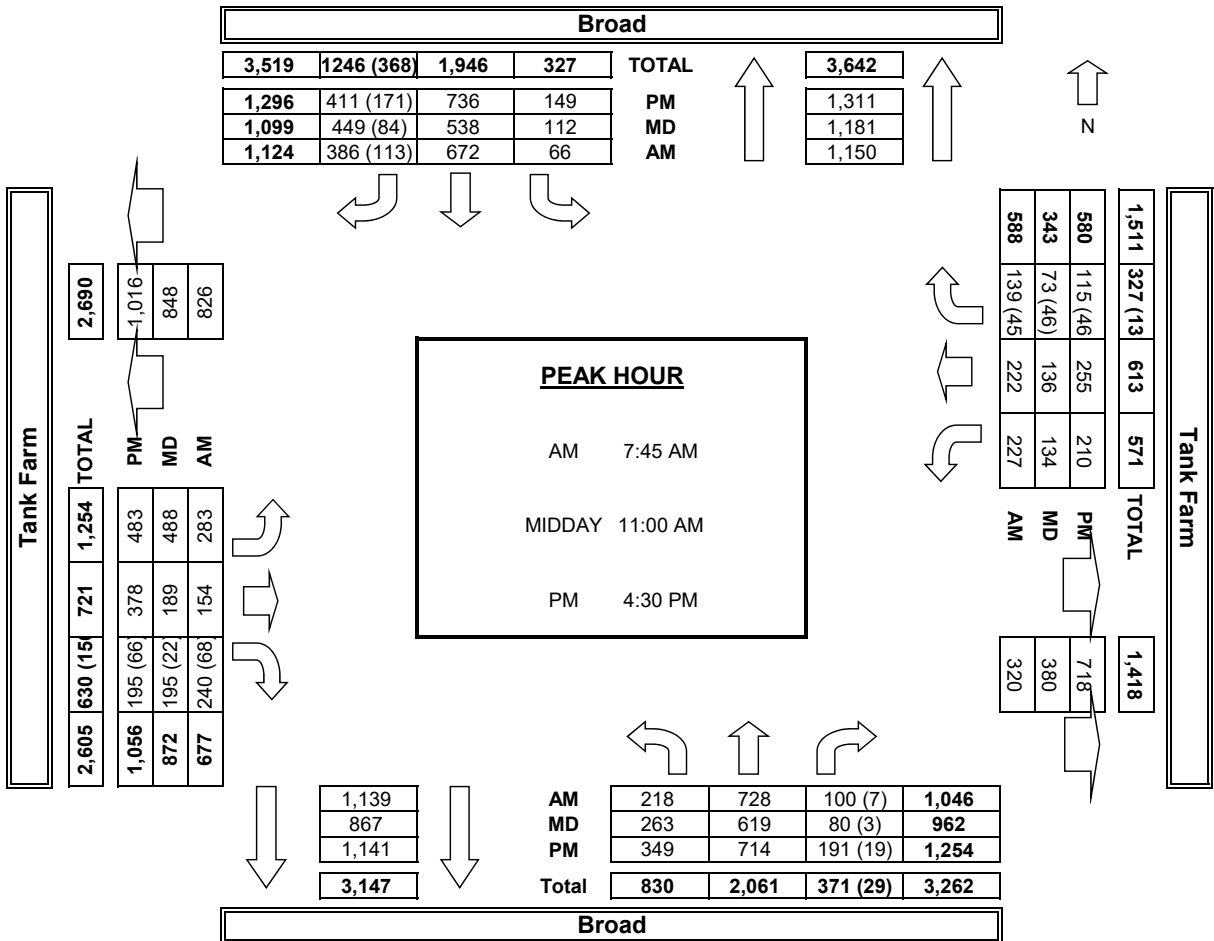 Broad
3,519 1246 (368) 1,946 327 TOTAL 3,642
1,296 411 (171) 736 149 PM 1,311
1,099 449 (84) 538 112 MD 1,181
1,124 386 (113) 672 66 AM 1,150
N
Tank Farm
2,690 1,016 848 826
TOTAL PM MD AM
1,254 483 488 283
721 378 189 154
630 (150 195 (66) 195 (22) 240 (68)
2,605 1,056 872 677
PEAK HOUR
AM 7:45 AM
MIDDAY 11:00 AM
PM 4:30 PM
588 343 580 1,511
139 (45 73 (46) 115 (46 327 (13
222 136 255 613
227 134 210 571
AM MD PM TOTAL
320 380 718 1,418
Tank Farm
1,139 AM 218 728 100 (7) 1,046
867 MD 263 619 80 (3) 962
1,141 PM 349 714 191 (19) 1,254
3,147 Total 830 2,061 371 (29) 3,262
Broad